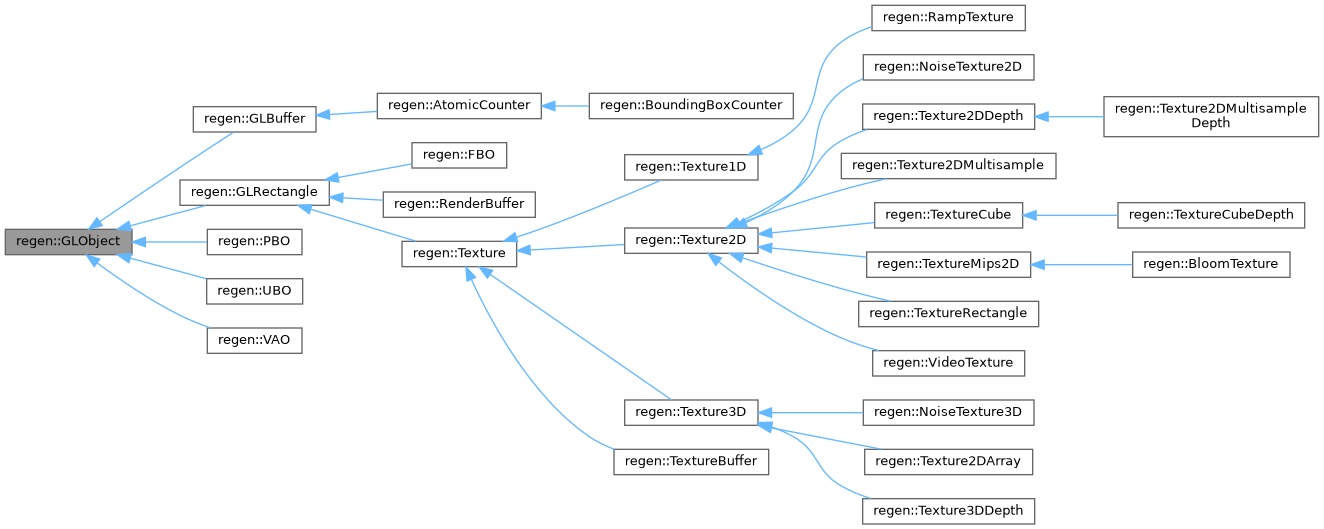 regen::GLObject
regen::GLBuffer
regen::GLRectangle
regen::PBO
regen::UBO
regen::VAO
regen::AtomicCounter
regen::FBO
regen::RenderBuffer
regen::Texture
regen::BoundingBoxCounter
regen::Texture1D
regen::Texture2D
regen::Texture3D
regen::TextureBuffer
regen::RampTexture
regen::NoiseTexture2D
regen::Texture2DDepth
regen::Texture2DMultisample
regen::TextureCube
regen::TextureMips2D
regen::TextureRectangle
regen::VideoTexture
regen::NoiseTexture3D
regen::Texture2DArray
regen::Texture3DDepth
regen::Texture2DMultisample
Depth
regen::TextureCubeDepth
regen::BloomTexture